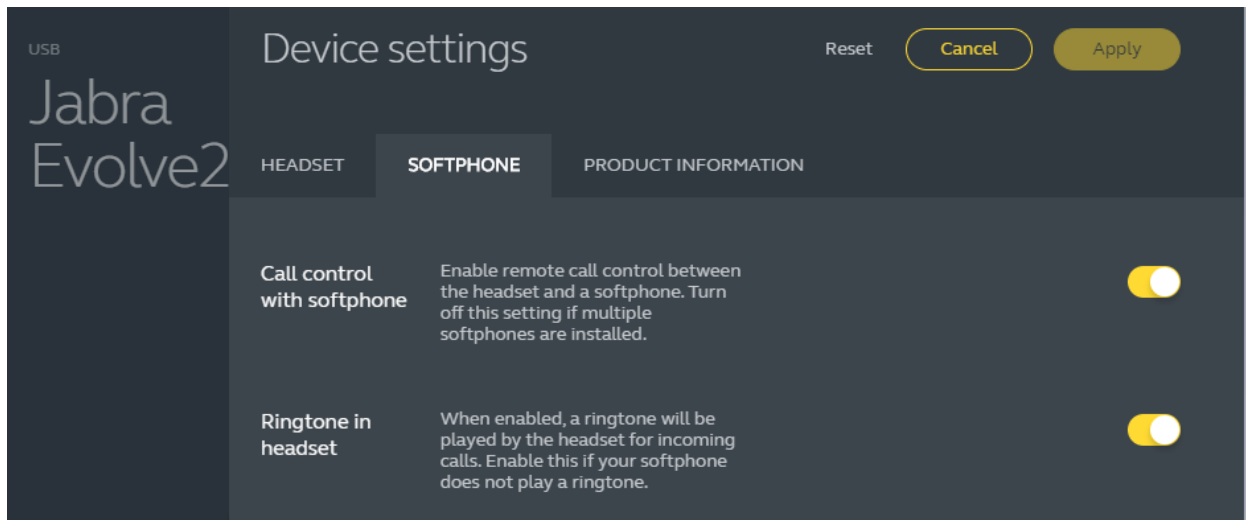 USB
Jabra
Evolve2
Device settings
Reset
Cancel
Apply
HEADSET
SOFTPHONE
PRODUCT INFORMATION
Call control
with softphone
Enable remote call control between
the headset and a softphone. Turn
off this setting if multiple
softphones are installed.
Ringtone in
headset
When enabled, a ringtone will be
played by the headset for incoming
calls. Enable this if your softphone
does not play a ringtone.